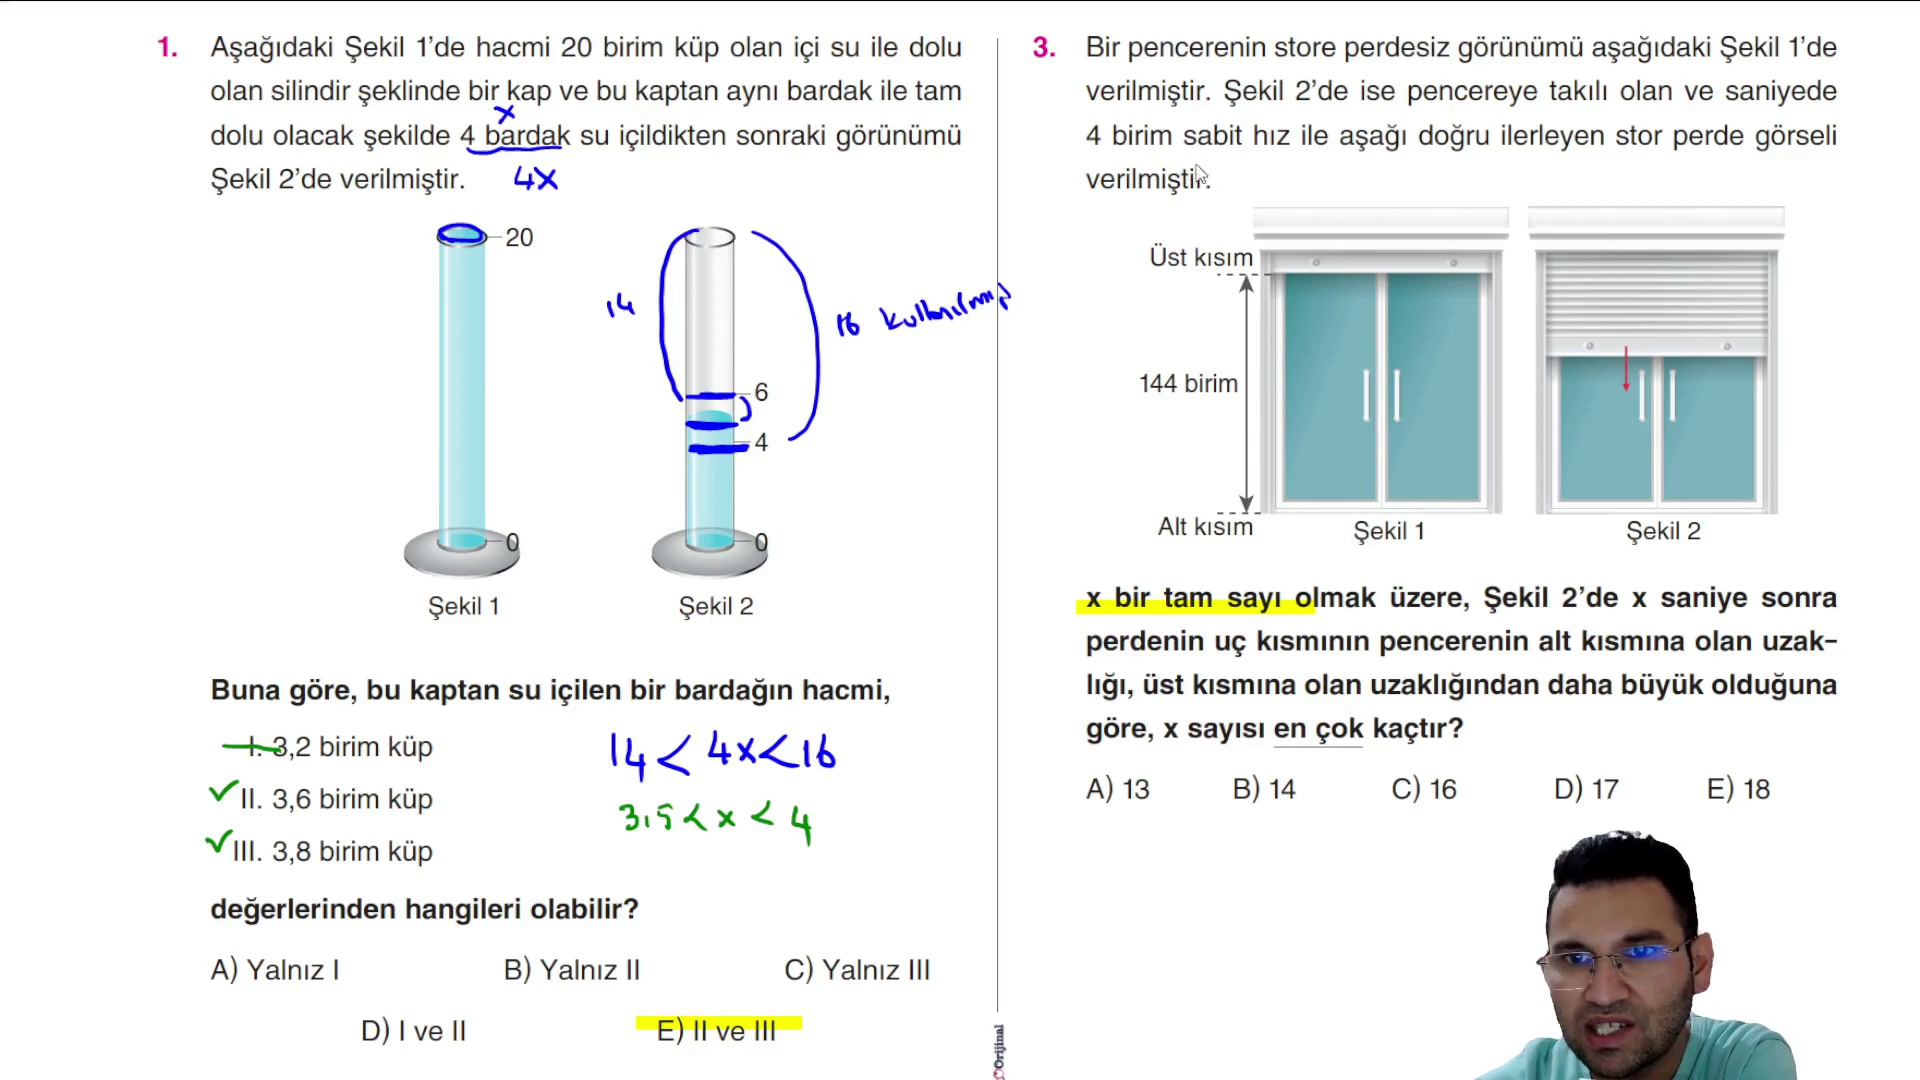 1. Aşağıdaki Şekil 1’de hacmi 20 birim küp olan içi su ile dolu
olan silindir şeklinde bir kap ve bu kaptan aynı bardak ile tam
x
dolu olacak şekilde 4 bardak su içildikten sonraki görünümü
Şekil 2’de verilmiştir.
4x
20
14
16 kullanılmış
6
4
0
0
Şekil 1
Şekil 2
Buna göre, bu kaptan su içilen bir bardağın hacmi,
I. 3,2 birim küp
II. 3,6 birim küp
III. 3,8 birim küp
14 < 4x < 16
3,5 < x < 4
değerlerinden hangileri olabilir?
A) Yalnız I
B) Yalnız II
C) Yalnız III
D) I ve II
E) II ve III
Orijinal
3. Bir pencerenin store perdesiz görünümü aşağıdaki Şekil 1’de
verilmiştir. Şekil 2’de ise pencereye takılı olan ve saniyede
4 birim sabit hız ile aşağı doğru ilerleyen stor perde görseli
verilmiştir.
Üst kısım
144 birim
Alt kısım
Şekil 1
Şekil 2
x bir tam sayı olmak üzere, Şekil 2’de x saniye sonra
perdenin uç kısmının pencerenin alt kısmına olan uzak–
lığı, üst kısmına olan uzaklığından daha büyük olduğuna
göre, x sayısı en çok kaçtır?
A) 13
B) 14
C) 16
D) 17
E) 18